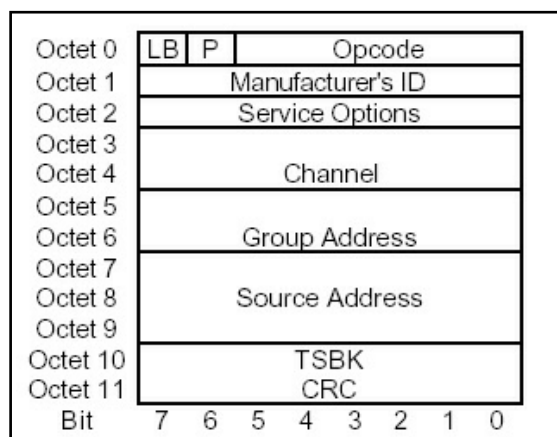 Octet 0 LB P Opcode
Octet 1 Manufacturer's ID
Octet 2 Service Options
Octet 3
Octet 4 Channel
Octet 5
Octet 6 Group Address
Octet 7
Octet 8 Source Address
Octet 9
Octet 10 TSBK
Octet 11 CRC
Bit 7 6 5 4 3 2 1 0